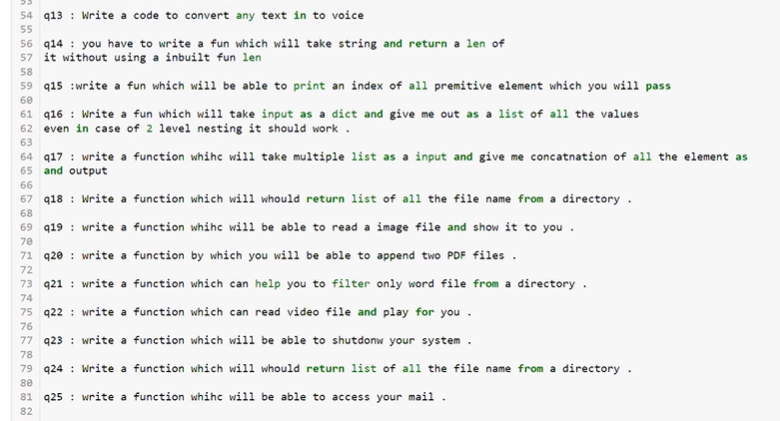 53
54 q13 : Write a code to convert any text in to voice
55
56 q14 : you have to write a fun which will take string and return a len of
57 it without using a inbuilt fun len
58
59 q15 :write a fun which will be able to print an index of all premitive element which you will pass
60
61 q16 : Write a fun which will take input as a dict and give me out as a list of all the values
62 even in case of 2 level nesting it should work .
63
64 q17 : write a function whihc will take multiple list as a input and give me concatnation of all the element as
65 and output
66
67 q18 : Write a function which will whould return list of all the file name from a directory .
68
69 q19 : write a function whihc will be able to read a image file and show it to you .
70
71 q20 : write a function by which you will be able to append two PDF files .
72
73 q21 : write a function which can help you to filter only word file from a directory .
74
75 q22 : write a function which can read video file and play for you .
76
77 q23 : write a function which will be able to shutdonw your system .
78
79 q24 : Write a function which will whould return list of all the file name from a directory .
80
81 q25 : write a function whihc will be able to access your mail .
82